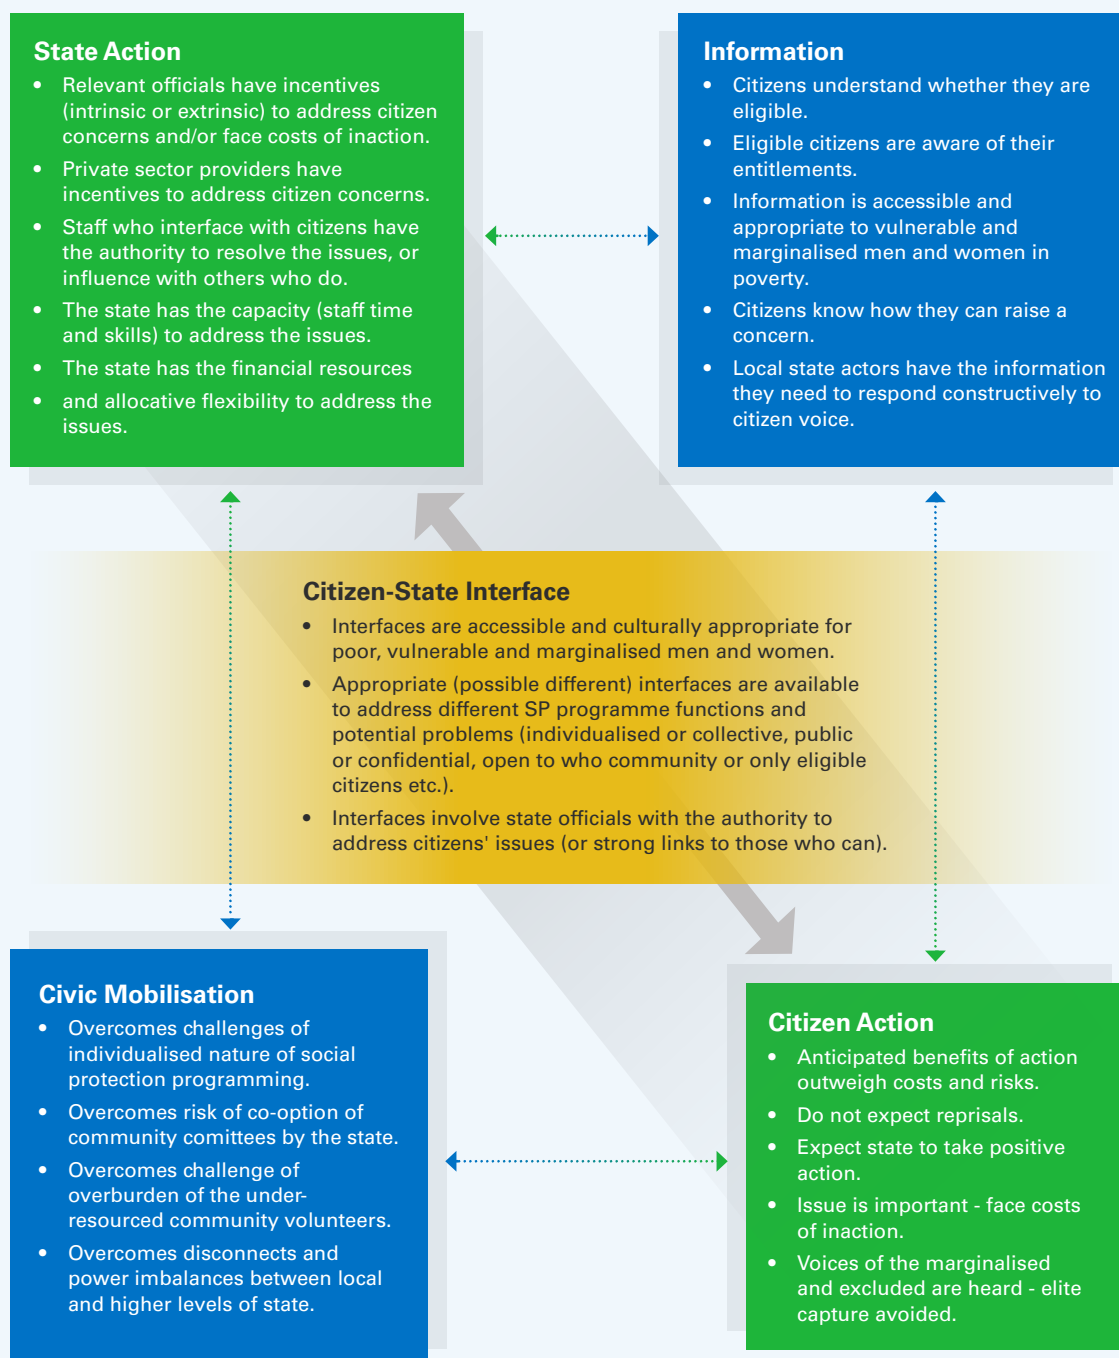 State Action
• Relevant officials have incentives
(intrinsic or extrinsic) to address citizen
concerns and/or face costs of inaction.
• Private sector providers have
incentives to address citizen concerns.
• Staff who interface with citizens have
the authority to resolve the issues, or
influence with others who do.
• The state has the capacity (staff time
and skills) to address the issues.
• The state has the financial resources
• and allocative flexibility to address the
issues.
Information
• Citizens understand whether they are
eligible.
• Eligible citizens are aware of their
entitlements.
• Information is accessible and
appropriate to vulnerable and
marginalised men and women in
poverty.
• Citizens know how they can raise a
concern.
• Local state actors have the information
they need to respond constructively to
citizen voice.
Citizen-State Interface
• Interfaces are accessible and culturally appropriate for
poor, vulnerable and marginalised men and women.
• Appropriate (possible different) interfaces are available
to address different SP programme functions and
potential problems (individualised or collective, public
or confidential, open to who community or only eligible
citizens etc.).
• Interfaces involve state officials with the authority to
address citizens' issues (or strong links to those who can).
Civic Mobilisation
• Overcomes challenges of
individualised nature of social
protection programming.
• Overcomes risk of co-option of
community comittees by the state.
• Overcomes challenge of
overburden of the under-
resourced community volunteers.
• Overcomes disconnects and
power imbalances between local
and higher levels of state.
Citizen Action
• Anticipated benefits of action
outweigh costs and risks.
• Do not expect reprisals.
• Expect state to take positive
action.
• Issue is important - face costs
of inaction.
• Voices of the marginalised
and excluded are heard - elite
capture avoided.